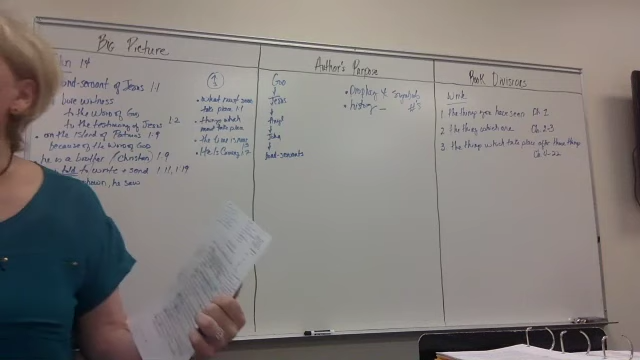 Big Picture
1:4
bond-servant of Jesus 1:1
bore witness
to the Word of God
to the testimony of Jesus 1:2
• on the island of Patmos 1:9
because of the Word of God
he is a brother / Christian 1:9
told to write & send 1:11, 1:19
shown, he saw
1
• what must soon
take place 1:1
• things which
must take place
• the time is near
1:3
• He Is Coming 1:7
Author's Purpose
God
Jesus
Angel
John
bond-servants
• Prophecy & Symbols
• history
#'s
Book Divisions
Write
1 the things you have seen Ch. 1
2 the things which are Ch. 2-3
3. the things which take place after these things
Ch. 4-22